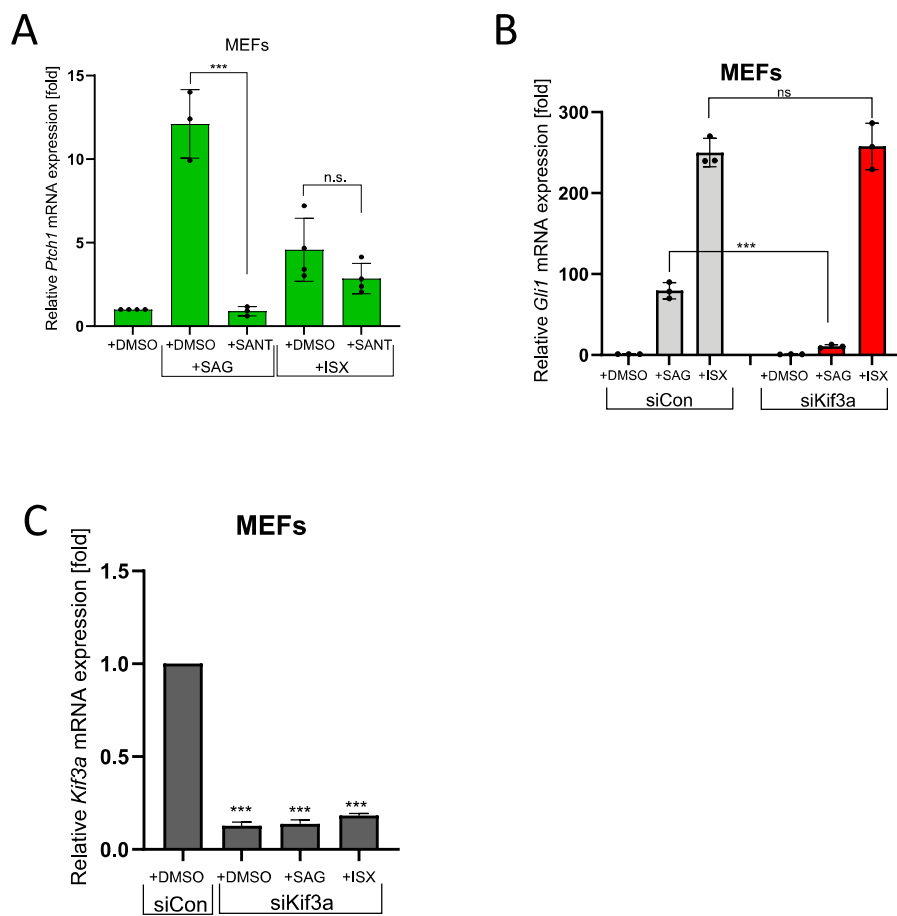 A
MEFs
Relative Ptch1 mRNA expression [fold]
15
10
5
0
***
n.s.
+DMSO +DMSO +SANT +DMSO +SANT
+SAG +ISX
B
MEFs
Relative Gli1 mRNA expression [fold]
300
200
100
0
ns
***
+DMSO +SAG +ISX +DMSO +SAG +ISX
siCon siKif3a
C
MEFs
Relative Kif3a mRNA expression [fold]
1.5
1.0
0.5
0.0
*** *** ***
+DMSO +DMSO +SAG +ISX
siCon siKif3a